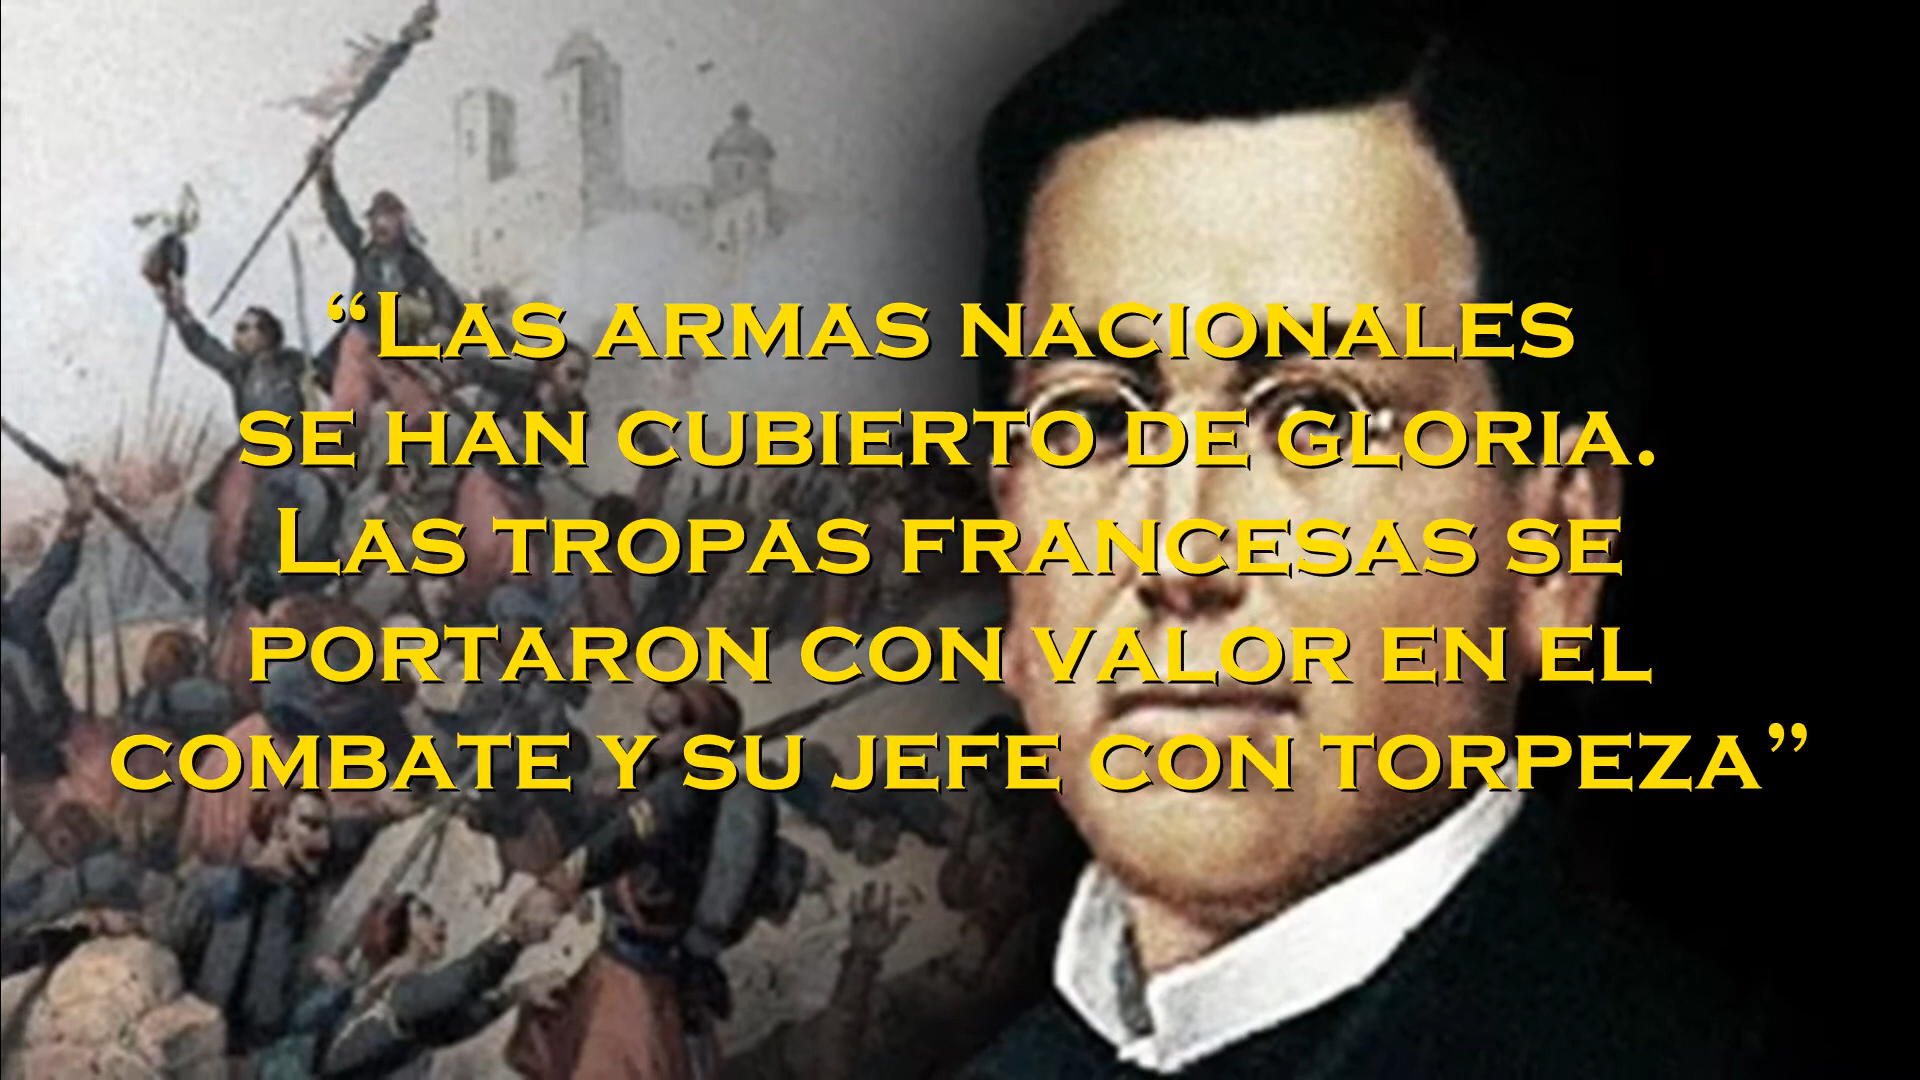 “Las armas nacionales
se han cubierto de gloria.
Las tropas francesas se
portaron con valor en el
combate y su jefe con torpeza”